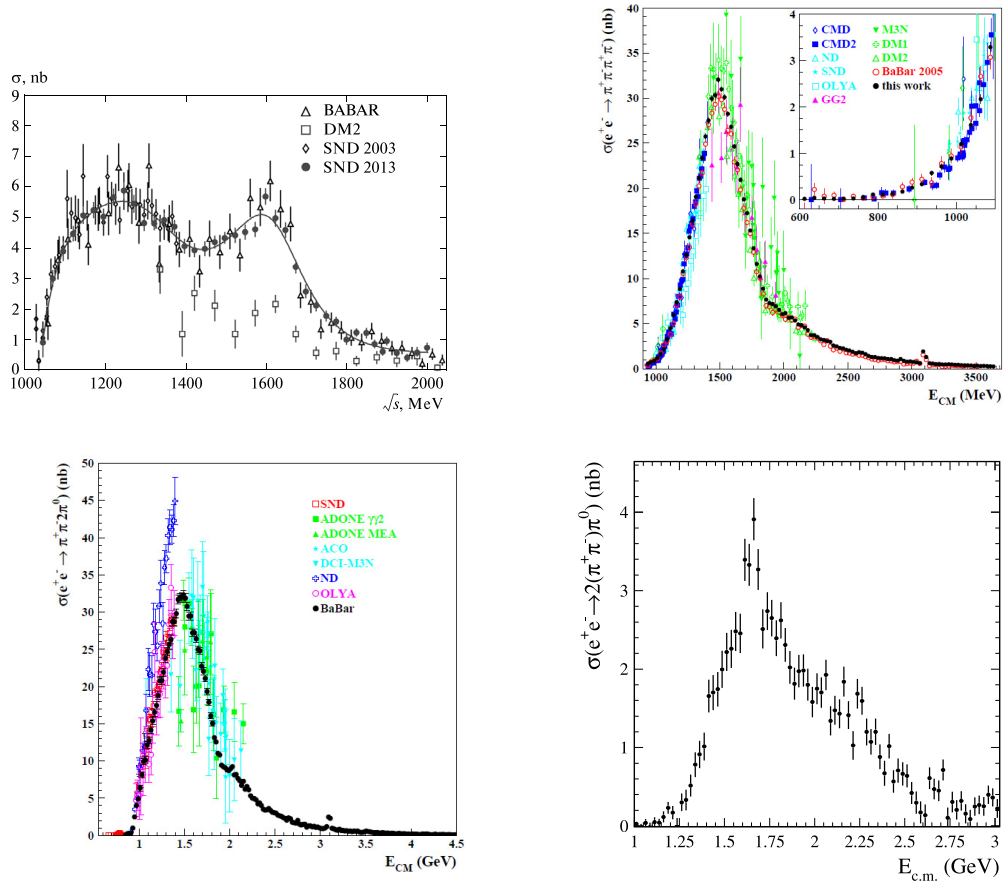 σ, nb
9
8
7
6
5
4
3
2
1
0
1000 1200 1400 1600 1800 2000
√s, MeV
BABAR
DM2
SND 2003
SND 2013
σ(e⁺e⁻ → π⁺π⁻π⁺π⁻) (nb)
40
35
30
25
20
15
10
5
0
1000 1500 2000 2500 3000 3500
E_CM (MeV)
4
3
2
1
0
600 800 1000
CMD
CMD2
ND
SND
OLYA
GG2
M3N
DM1
DM2
BaBar 2005
this work
σ(e⁺e⁻ → π⁺π⁻2π⁰) (nb)
50
45
40
35
30
25
20
15
10
5
0
1 1.5 2 2.5 3 3.5 4 4.5
E_CM (GeV)
SND
ADONE γγ2
ADONE MEA
ACO
DCI-M3N
ND
OLYA
BaBar
σ(e⁺e⁻→2(π⁺π⁻)π⁰) (nb)
4
3
2
1
0
1 1.25 1.5 1.75 2 2.25 2.5 2.75 3
E_c.m. (GeV)